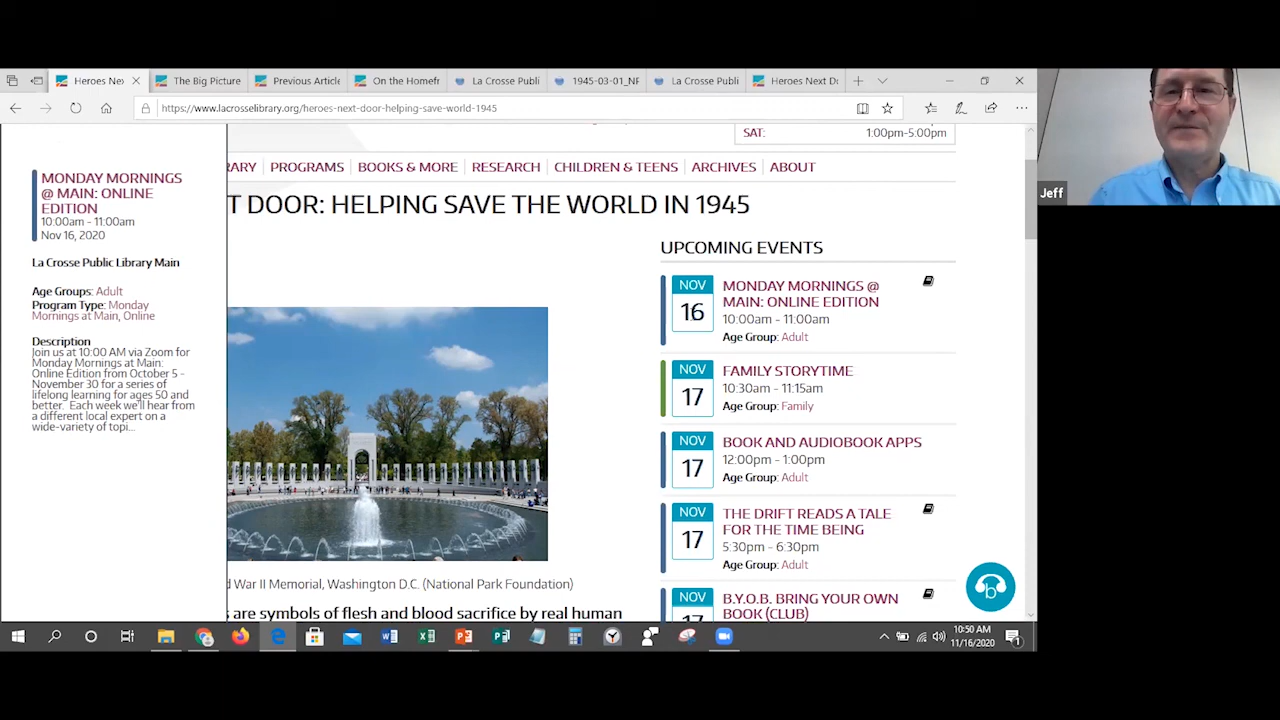 Heroes Nex
The Big Picture
Previous Article
On the Homef
La Crosse Publi
1945-03-01_NF
La Crosse Publi
Heroes Next Do
https://www.lacrosselibrary.org/heroes-next-door-helping-save-world-1945
SAT: 1:00pm-5:00pm
RARY PROGRAMS BOOKS & MORE RESEARCH CHILDREN & TEENS ARCHIVES ABOUT
T DOOR: HELPING SAVE THE WORLD IN 1945
MONDAY MORNINGS
@ MAIN: ONLINE
EDITION
10:00am - 11:00am
Nov 16, 2020
La Crosse Public Library Main
Age Groups: Adult
Program Type: Monday
Mornings at Main, Online
Description
Join us at 10:00 AM via Zoom for
Monday Mornings at Main:
Online Edition from October 5 -
November 30 for a series of
lifelong learning for ages 50 and
better. Each week we'll hear from
a different local expert on a
wide-variety of topi...
d War II Memorial, Washington D.C. (National Park Foundation)
s are symbols of flesh and blood sacrifice by real human
UPCOMING EVENTS
NOV
16
MONDAY MORNINGS @
MAIN: ONLINE EDITION
10:00am - 11:00am
Age Group: Adult
NOV
17
FAMILY STORYTIME
10:30am - 11:15am
Age Group: Family
NOV
17
BOOK AND AUDIOBOOK APPS
12:00pm - 1:00pm
Age Group: Adult
NOV
17
THE DRIFT READS A TALE
FOR THE TIME BEING
5:30pm - 6:30pm
Age Group: Adult
NOV
17
B.Y.O.B. BRING YOUR OWN
BOOK (CLUB)
b
Jeff
10:50 AM
11/16/2020
1